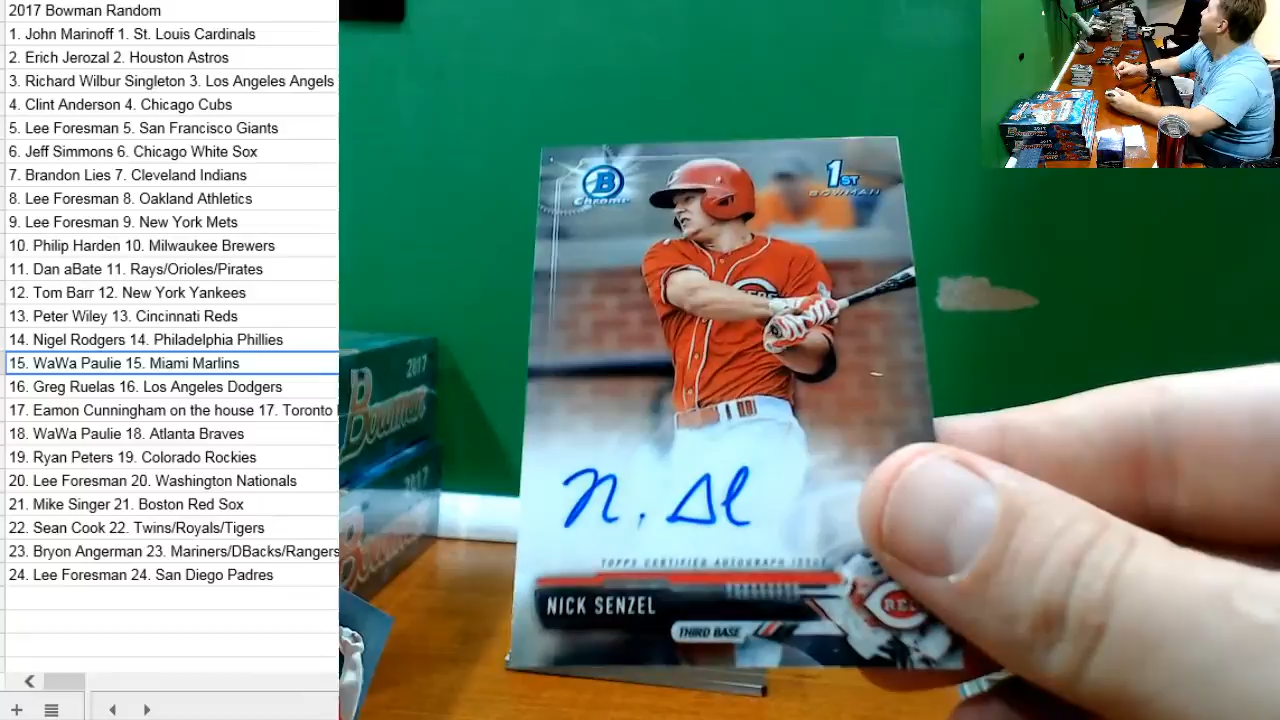 2017 Bowman Random
1. John Marinoff 1. St. Louis Cardinals
2. Erich Jerozal 2. Houston Astros
3. Richard Wilbur Singleton 3. Los Angeles Angels
4. Clint Anderson 4. Chicago Cubs
5. Lee Foresman 5. San Francisco Giants
6. Jeff Simmons 6. Chicago White Sox
7. Brandon Lies 7. Cleveland Indians
8. Lee Foresman 8. Oakland Athletics
9. Lee Foresman 9. New York Mets
10. Philip Harden 10. Milwaukee Brewers
11. Dan aBate 11. Rays/Orioles/Pirates
12. Tom Barr 12. New York Yankees
13. Peter Wiley 13. Cincinnati Reds
14. Nigel Rodgers 14. Philadelphia Phillies
15. WaWa Paulie 15. Miami Marlins
16. Greg Ruelas 16. Los Angeles Dodgers
17. Eamon Cunningham on the house 17. Toronto
18. WaWa Paulie 18. Atlanta Braves
19. Ryan Peters 19. Colorado Rockies
20. Lee Foresman 20. Washington Nationals
21. Mike Singer 21. Boston Red Sox
22. Sean Cook 22. Twins/Royals/Tigers
23. Bryon Angerman 23. Mariners/DBacks/Rangers
24. Lee Foresman 24. San Diego Padres
B
Chrome
1ST
BOWMAN
TOPPS CERTIFIED AUTOGRAPH ISSUE
NICK SENZEL
THIRD BASE
2017
Bowman
2017
Bowman